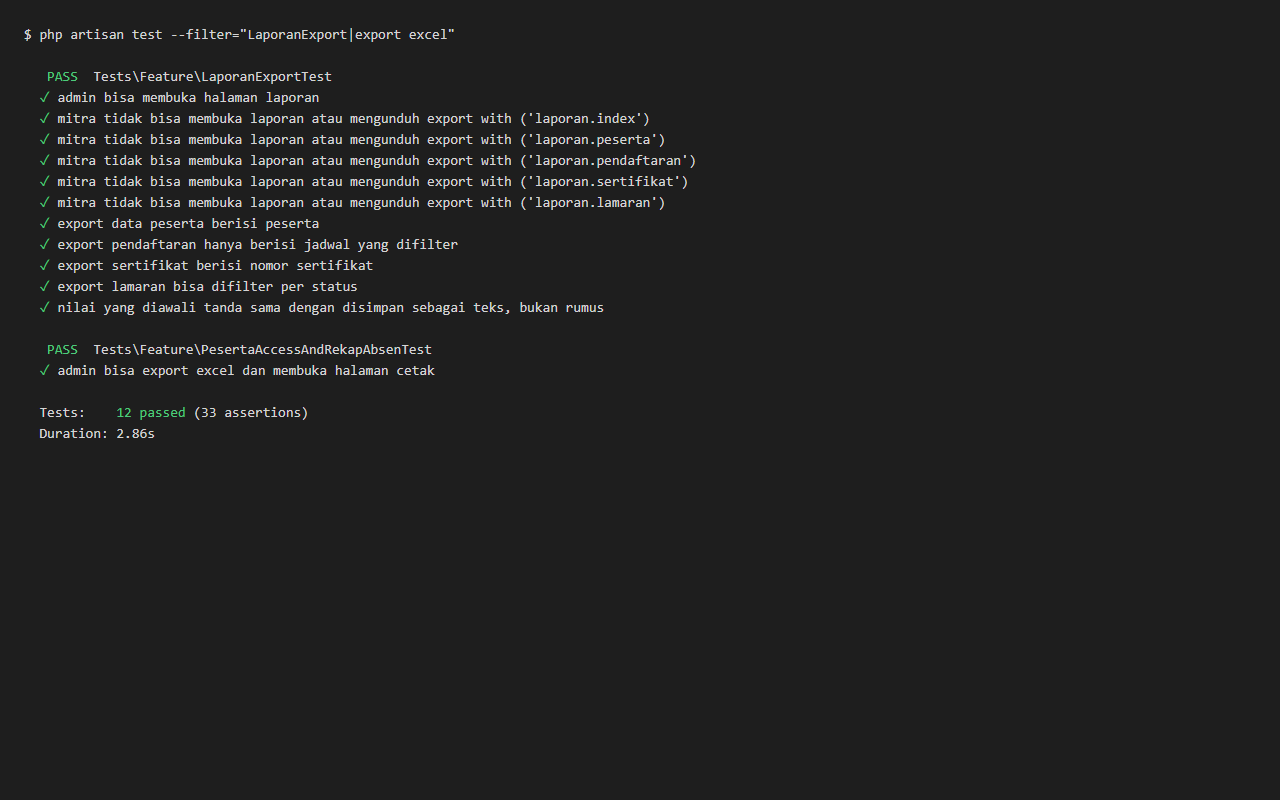 $ php artisan test --filter="LaporanExport|export excel"
PASS Tests\Feature\LaporanExportTest
✓ admin bisa membuka halaman laporan
✓ mitra tidak bisa membuka laporan atau mengunduh export with ('laporan.index')
✓ mitra tidak bisa membuka laporan atau mengunduh export with ('laporan.peserta')
✓ mitra tidak bisa membuka laporan atau mengunduh export with ('laporan.pendaftaran')
✓ mitra tidak bisa membuka laporan atau mengunduh export with ('laporan.sertifikat')
✓ mitra tidak bisa membuka laporan atau mengunduh export with ('laporan.lamaran')
✓ export data peserta berisi peserta
✓ export pendaftaran hanya berisi jadwal yang difilter
✓ export sertifikat berisi nomor sertifikat
✓ export lamaran bisa difilter per status
✓ nilai yang diawali tanda sama dengan disimpan sebagai teks, bukan rumus
PASS Tests\Feature\PesertaAccessAndRekapAbsenTest
✓ admin bisa export excel dan membuka halaman cetak
Tests: 12 passed (33 assertions)
Duration: 2.86s